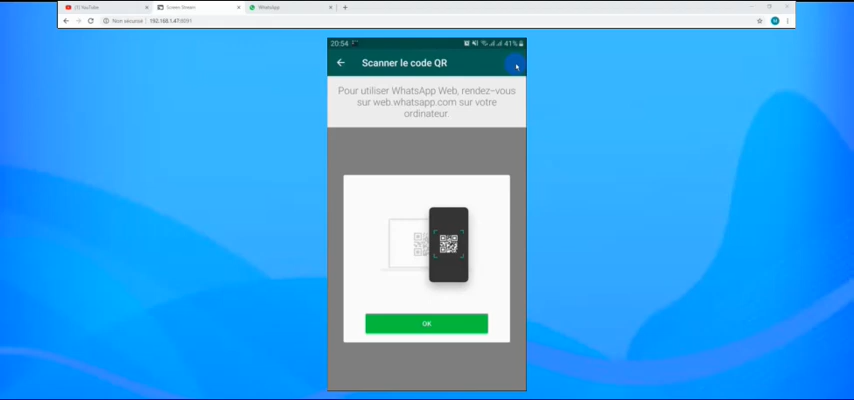 (1) YouTube
Screen Stream
WhatsApp
Non sécurisé | 192.168.1.47:8081
M
20:54
41%
Scanner le code QR
Pour utiliser WhatsApp Web, rendez-vous
sur web.whatsapp.com sur votre
ordinateur
OK